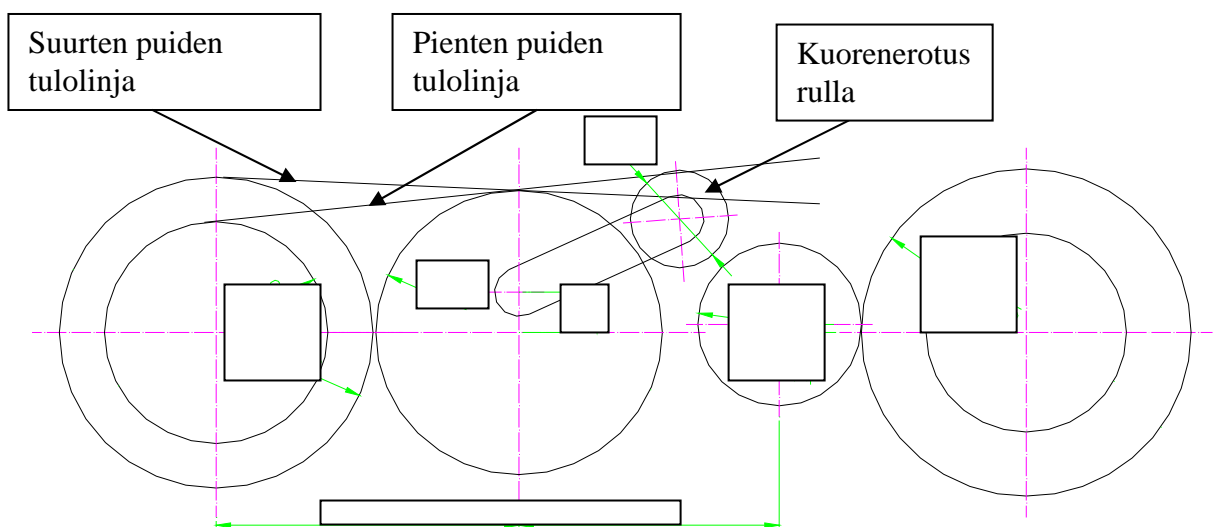 Suurten puiden
tulolinja
Pienten puiden
tulolinja
Kuorenerotus
rulla